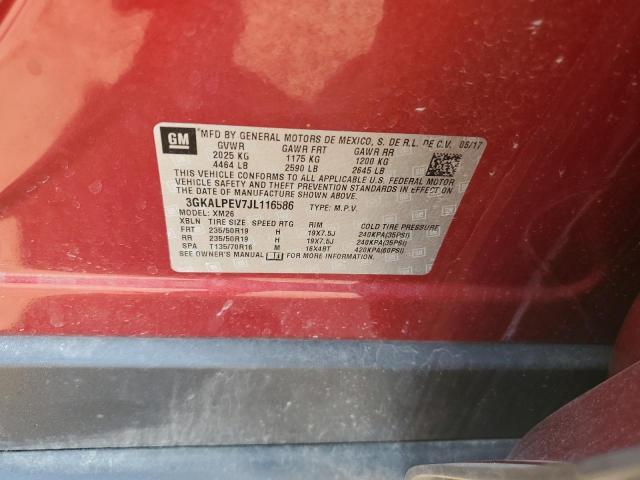 GM
MFD BY GENERAL MOTORS DE MEXICO, S. DE R.L. DE C.V. 05/17
GVWR GAWR FRT GAWR RR
2025 KG 1175 KG 1200 KG
4464 LB 2590 LB 2645 LB
THIS VEHICLE CONFORMS TO ALL APPLICABLE U.S. FEDERAL MOTOR
VEHICLE SAFETY AND THEFT PREVENTION STANDARDS IN EFFECT ON
THE DATE OF MANUFACTURE SHOWN ABOVE.
3GKALPEV7JL116586 TYPE: M.P.V.
MODEL: XM26
XBLN TIRE SIZE SPEED RTG RIM COLD TIRE PRESSURE
FRT 235/50R19 H 19X7.5J 240KPA(35PSI)
RR 235/50R19 H 19X7.5J 240KPA(35PSI)
SPA T135/70R16 M 16X4BT 420KPA(60PSI)
SEE OWNER'S MANUAL FOR MORE INFORMATION.